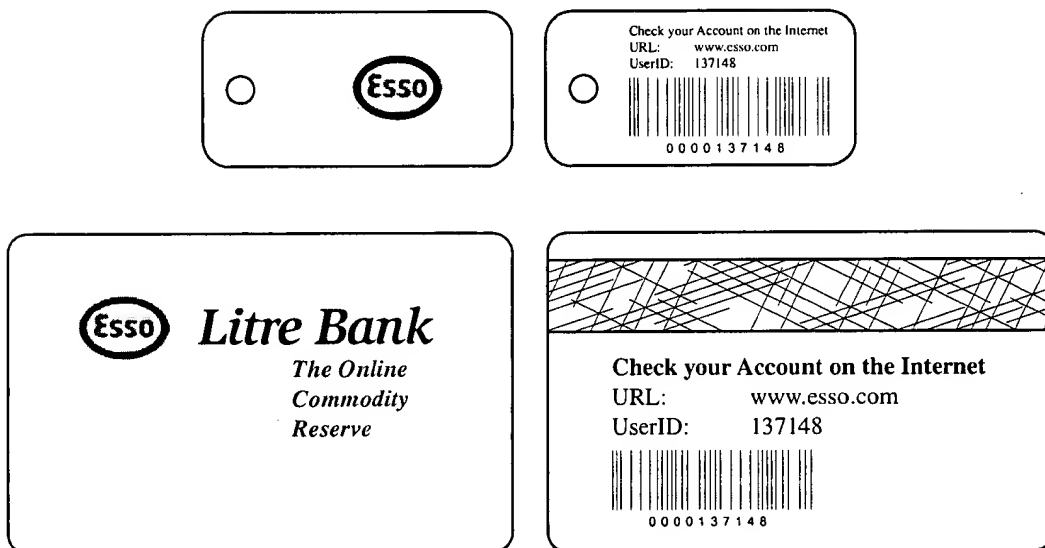 Esso
Check your Account on the Internet
URL: www.esso.com
UserID: 137148
0000137148
Esso Litre Bank
The Online
Commodity
Reserve
Check your Account on the Internet
URL: www.esso.com
UserID: 137148
0000137148